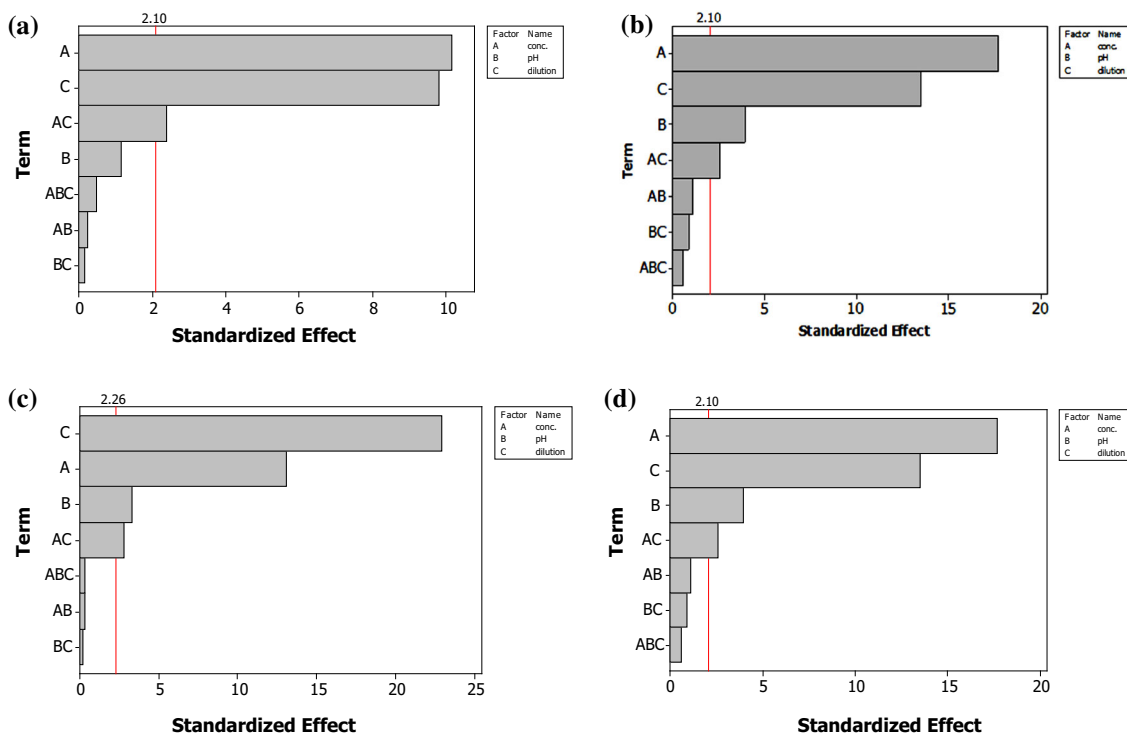 (a)
2.10
Factor Name
A conc.
B pH
C dilution
Term
A
C
AC
B
ABC
AB
BC
0 2 4 6 8 10
Standardized Effect
(b)
2.10
Factor Name
A conc.
B pH
C dilution
Term
A
C
B
AC
AB
BC
ABC
0 5 10 15 20
Standardized Effect
(c)
2.26
Factor Name
A conc.
B pH
C dilution
Term
C
A
B
AC
ABC
AB
BC
0 5 10 15 20 25
Standardized Effect
(d)
2.10
Factor Name
A conc.
B pH
C dilution
Term
A
C
B
AC
AB
BC
ABC
0 5 10 15 20
Standardized Effect